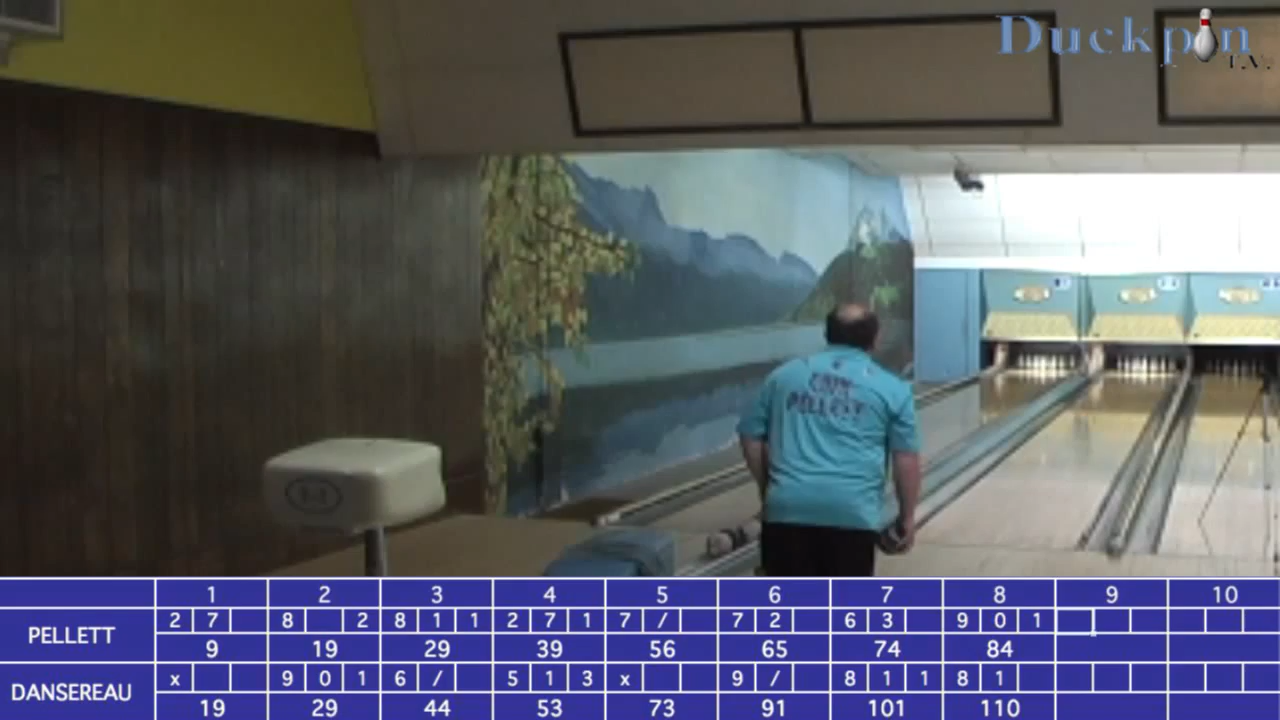 Duckpin
T.V.
CODY
PELLETT
1 2 3 4 5 6 7 8 9 10
PELLETT 2 7 8 2 8 1 1 2 7 1 7 / 7 2 6 3 9 0 1
9 19 29 39 56 65 74 84
DANSEREAU x 9 0 1 6 / 5 1 3 x 9 / 8 1 1 8 1
19 29 44 53 73 91 101 110